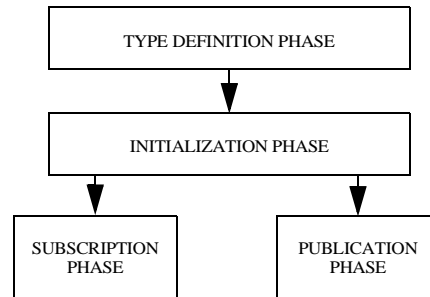 TYPE DEFINITION PHASE
INITIALIZATION PHASE
SUBSCRIPTION
PHASE
PUBLICATION
PHASE